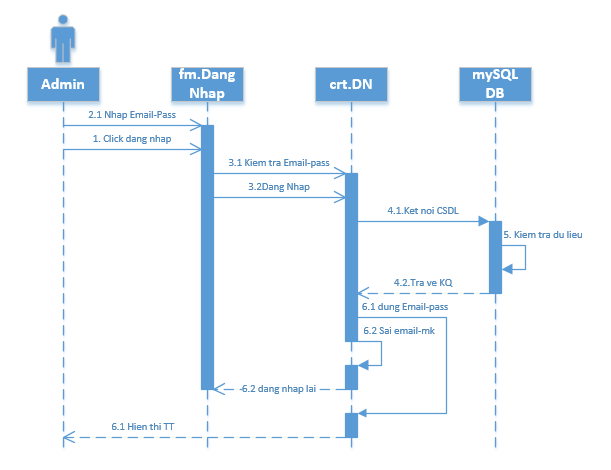 Admin
fm.Dang
Nhap
crt.DN
mySQL
DB
2.1 Nhap Email-Pass
1. Click dang nhap
3.1 Kiem tra Email-pass
3.2Dang Nhap
4.1.Ket noi CSDL
5. Kiem tra du lieu
4.2.Tra ve KQ
6.1 dung Email-pass
6.2 Sai email-mk
-6.2 dang nhap lai
6.1 Hien thi TT